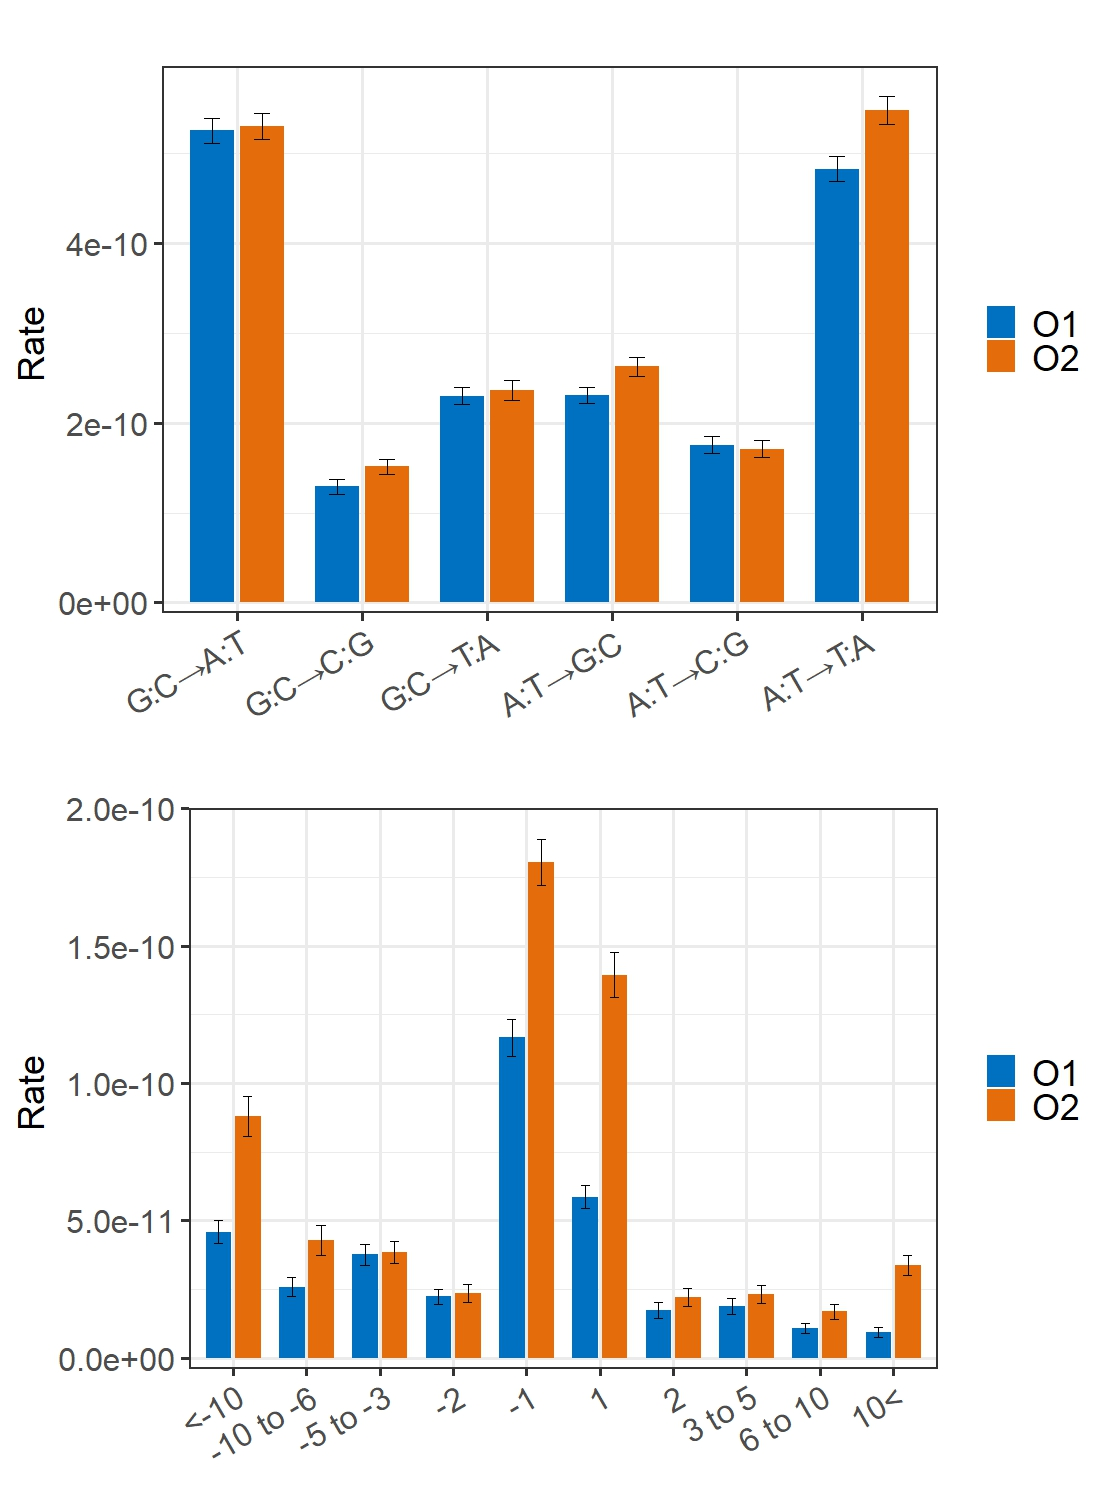 4e-10
2e-10
0e+00
Rate
G:C→A:T
G:C→C:G
G:C→T:A
A:T→G:C
A:T→C:G
A:T→T:A
O1
O2
2.0e-10
1.5e-10
1.0e-10
5.0e-11
0.0e+00
Rate
<-10
-10 to -6
-5 to -3
-2
-1
1
2
3 to 5
6 to 10
10<
O1
O2